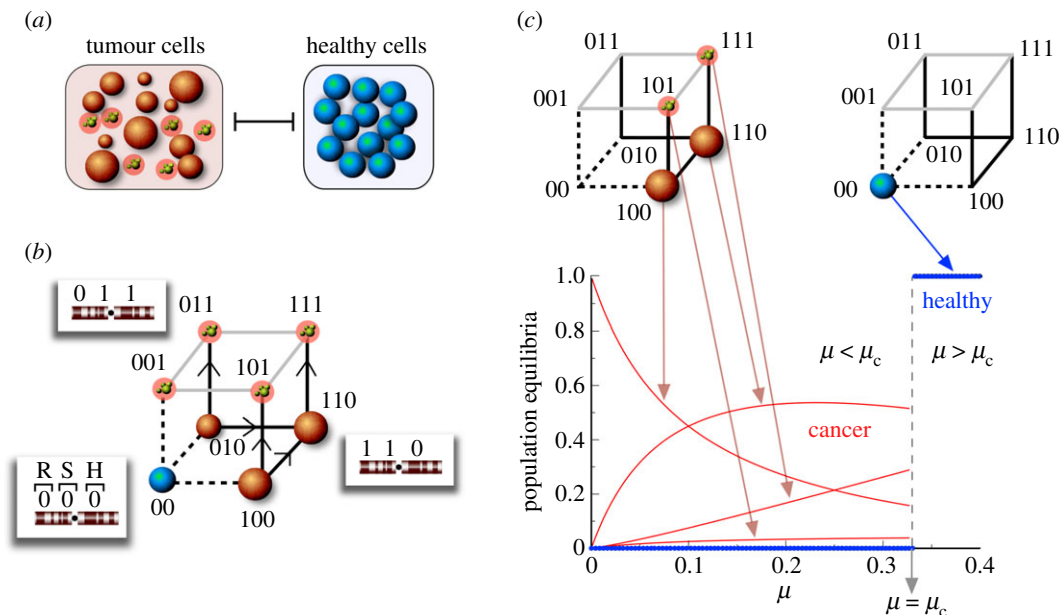 (a)
tumour cells
healthy cells
(b)
0 1 1
011
111
001
101
110
010
1 1 0
R S H
0 0 0
00
100
(c)
011
111
001
101
110
010
00
100
011
111
001
101
110
010
00
100
population equilibria
1.0
0.8
0.6
0.4
0.2
0
healthy
μ < μc
μ > μc
cancer
0
0.1
0.2
0.3
0.4
μ
μ = μc